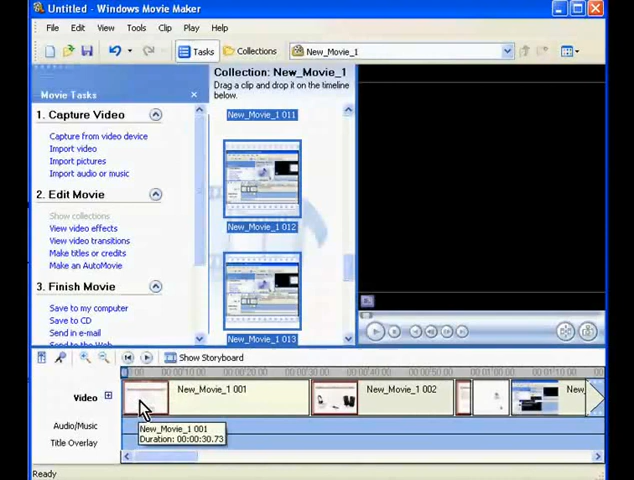 Untitled - Windows Movie Maker
File Edit View Tools Clip Play Help
Tasks Collections New_Movie_1
Movie Tasks
1. Capture Video
Capture from video device
Import video
Import pictures
Import audio or music
2. Edit Movie
Show collections
View video effects
View video transitions
Make titles or credits
Make an AutoMovie
3. Finish Movie
Save to my computer
Save to CD
Send in e-mail
Send to the Web
Collection: New_Movie_1
Drag a clip and drop it on the timeline
below.
New_Movie_1 011
New_Movie_1 012
New_Movie_1 013
Show Storyboard
Video
New_Movie_1 001
New_Movie_1 002
New_
Audio/Music
Title Overlay
New_Movie_1 001
Duration: 00:00:30.73
Ready